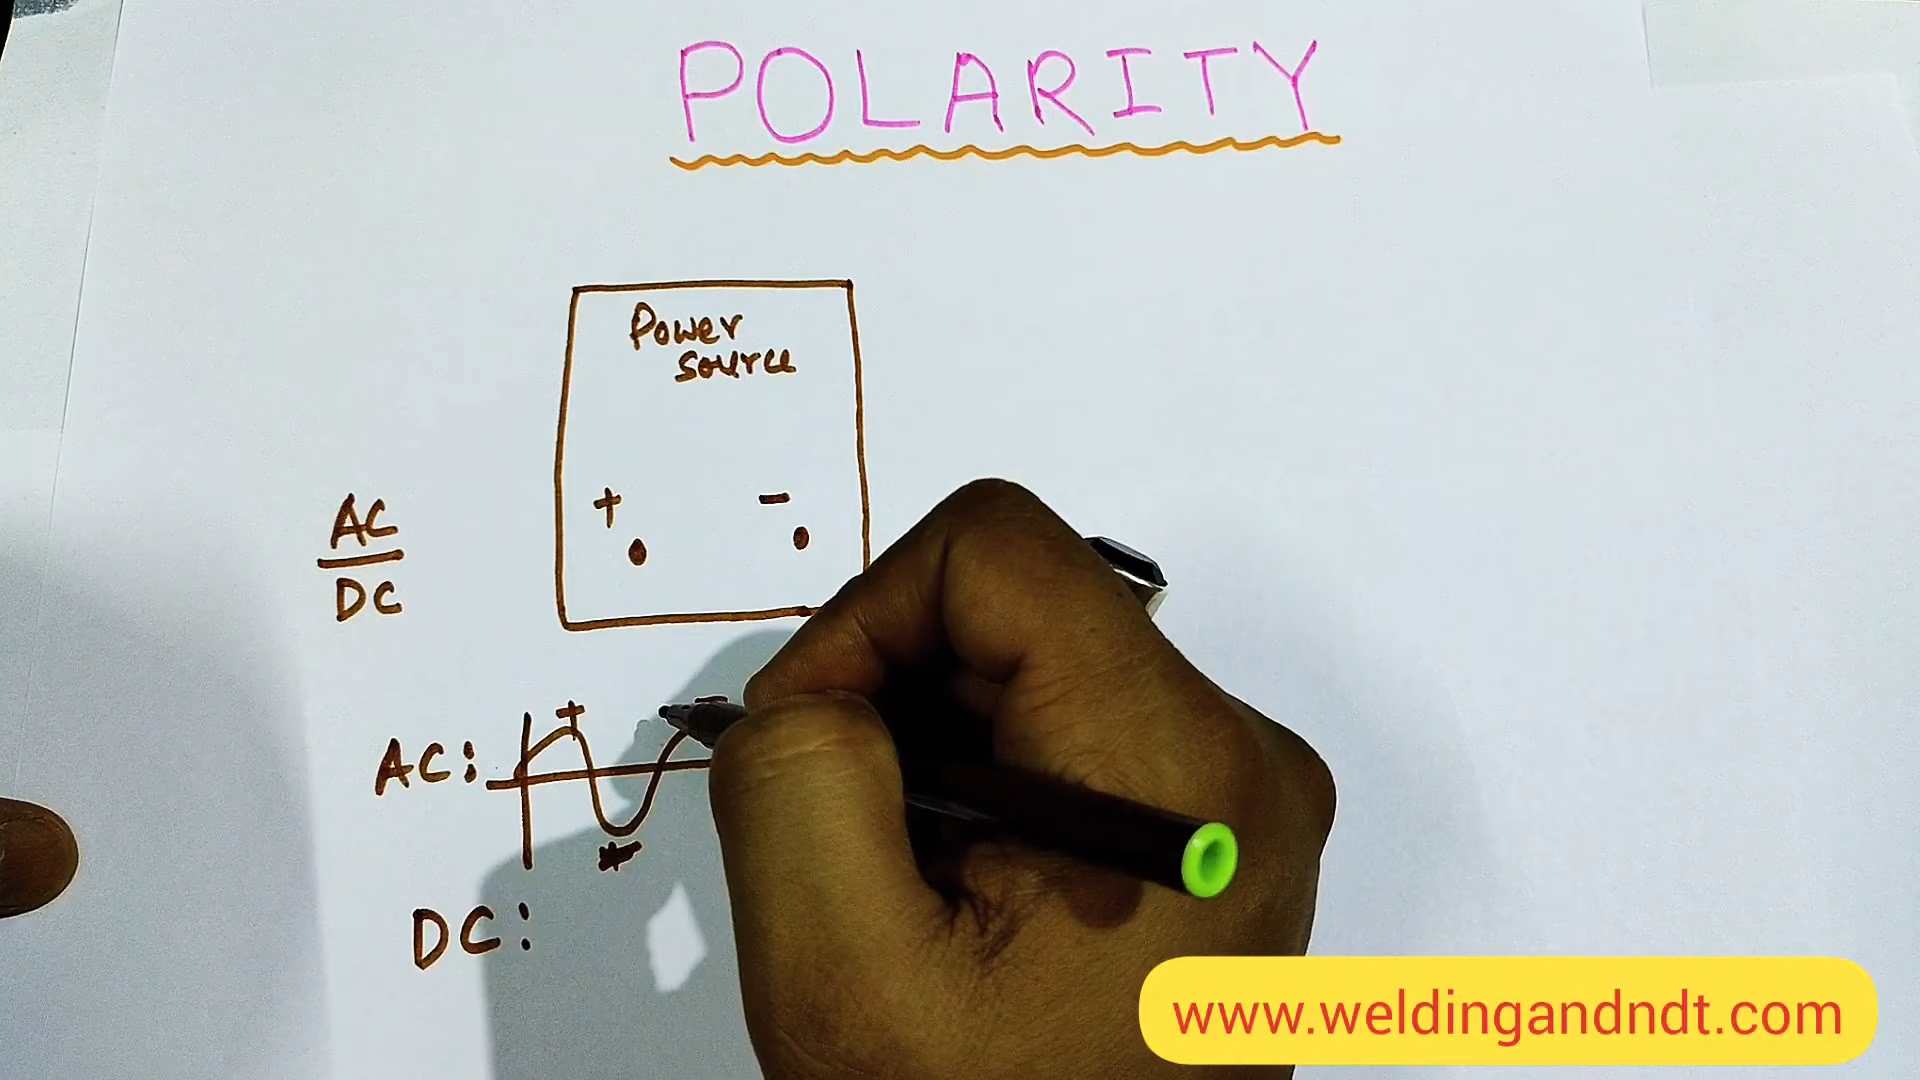 POLARITY
Power
source
+ -
AC
DC
+
AC:
DC:
www.weldingandndt.com